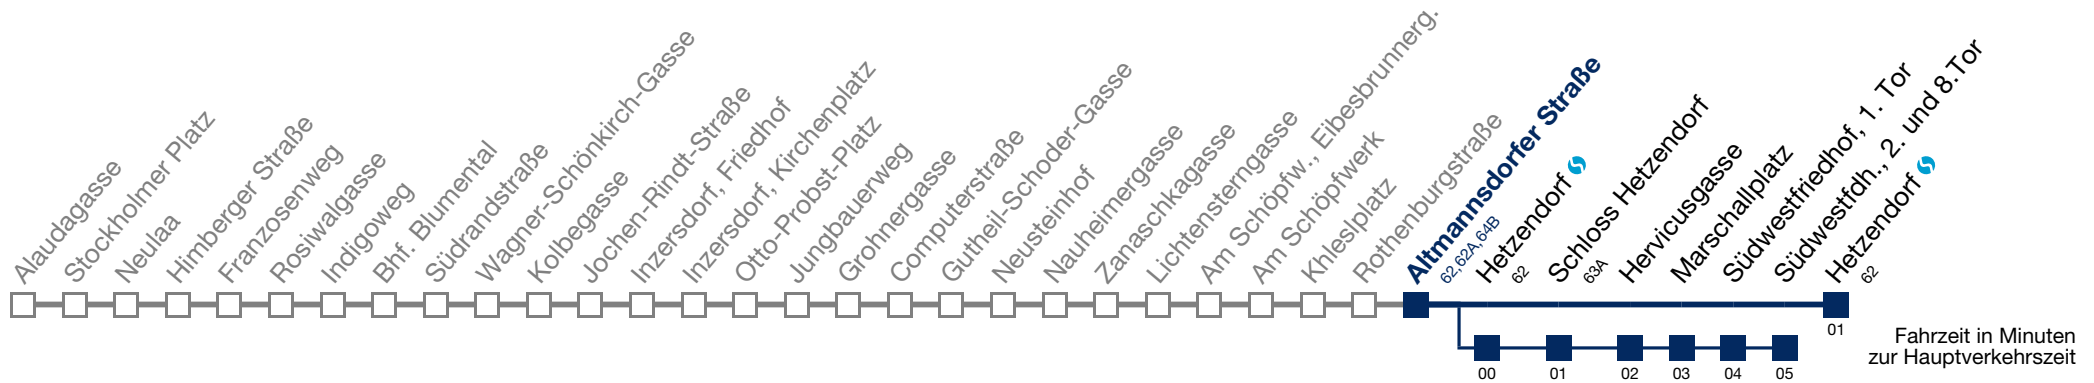 Alaudagasse
Stockholmer Platz
Neulaa
Himberger Straße
Franzosenweg
Rosiwalgasse
Indigoweg
Bhf. Blumental
Südrandstraße
Wagner-Schönkirch-Gasse
Kolbegasse
Jochen-Rindt-Straße
Inzersdorf, Friedhof
Inzersdorf, Kirchenplatz
Otto-Probst-Platz
Jungbauerweg
Grohnergasse
Computerstraße
Gutheil-Schoder-Gasse
Neusteinhof
Nauheimergasse
Zanaschkagasse
Lichtensterngasse
Am Schöpfw., Eibesbrunnerg.
Am Schöpfwerk
Khleslplatz
Rothenburgstraße
Altmannsdorfer Straße
62,62A,64B
Hetzendorf
62
Schloss Hetzendorf
63A
Hervicusgasse
Marschallplatz
Südwestfriedhof, 1. Tor
Südwestfdh., 2. und 8.Tor
Hetzendorf
62
01
00 01 02 03 04 05
Fahrzeit in Minuten
zur Hauptverkehrszeit